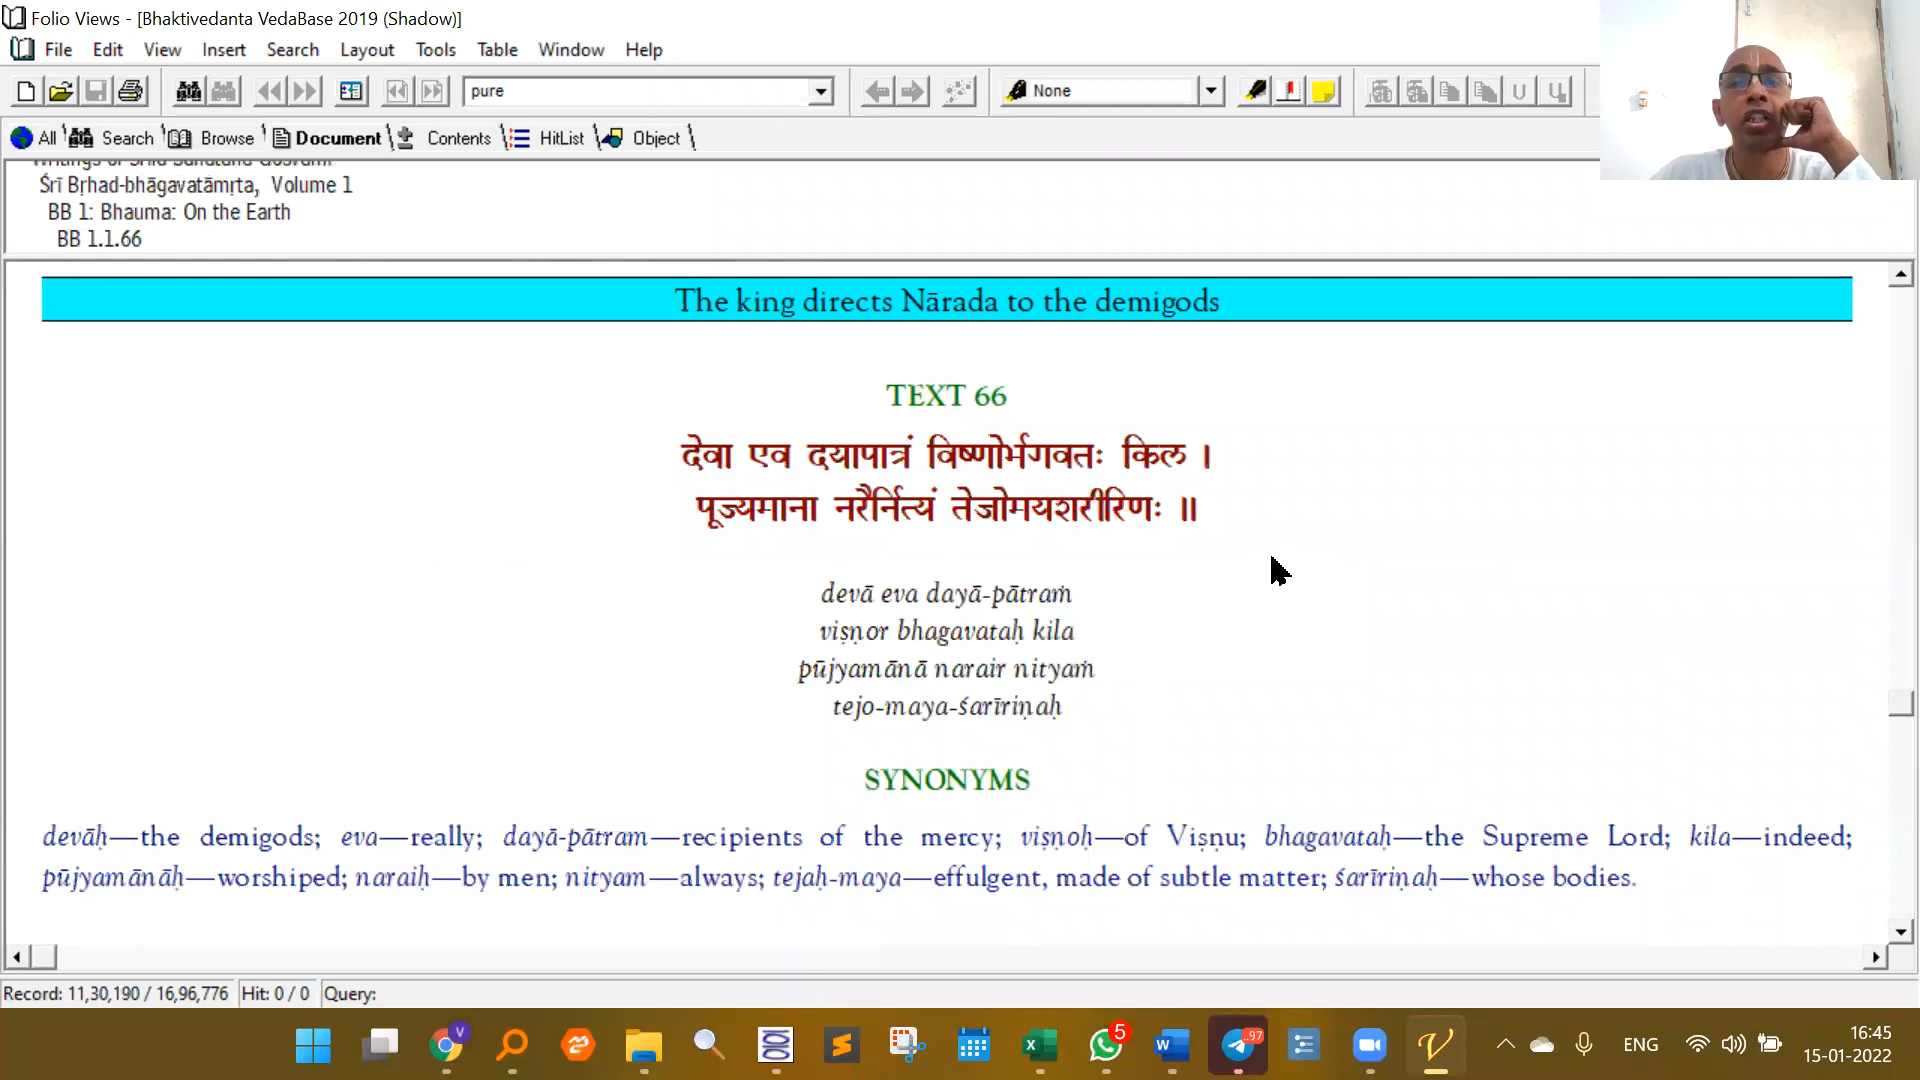 Folio Views - [Bhaktivedanta VedaBase 2019 (Shadow)]
File Edit View Insert Search Layout Tools Table Window Help
pure None
All Search Browse Document Contents HitList Object
Śrī Bṛhad-bhāgavatāmṛta, Volume 1
BB 1: Bhauma: On the Earth
BB 1.1.66
The king directs Nārada to the demigods
TEXT 66
देवा एव दयापात्रं विष्णोर्भगवतः किल ।
पूज्यमाना नरैर्नित्यं तेजोमयशरीरिणः ॥
devā eva dayā-pātraṁ
viṣṇor bhagavataḥ kila
pūjyamānā narair nityaṁ
tejo-maya-śarīriṇaḥ
SYNONYMS
devāḥ—the demigods; eva—really; dayā-pātram—recipients of the mercy; viṣṇoḥ—of Viṣṇu; bhagavataḥ—the Supreme Lord; kila—indeed;
pūjyamānāḥ—worshiped; naraiḥ—by men; nityam—always; tejaḥ-maya—effulgent, made of subtle matter; śarīriṇaḥ—whose bodies.
Record: 11,30,190 / 16,96,776 Hit: 0 / 0 Query:
V 5 97 ENG 16:45
15-01-2022